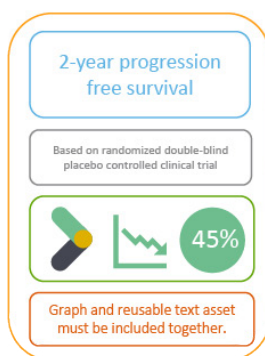 2-year progression
free survival
Based on randomized double-blind
placebo controlled clinical trial
45%
Graph and reusable text asset
must be included together.